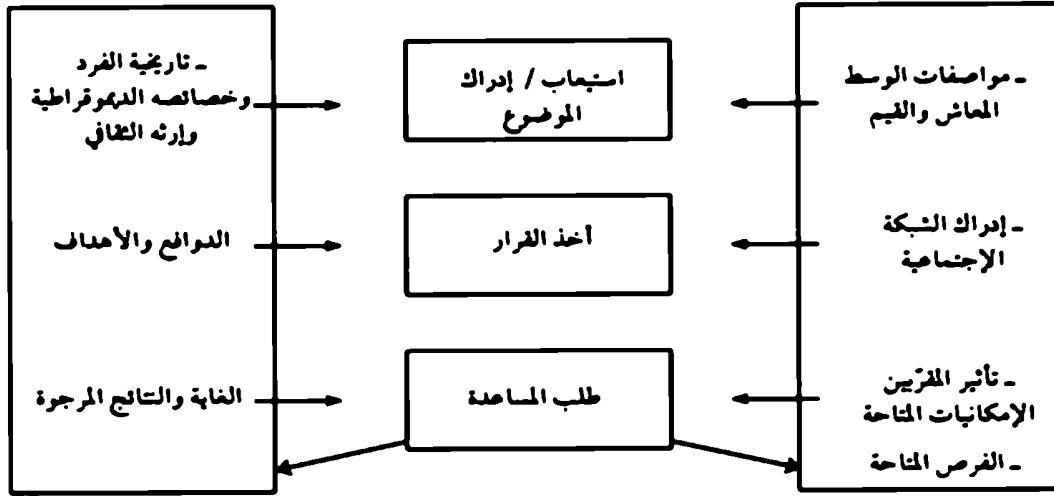 - مواصفات الوسط
المعاش والقيم
- إدراك الشبكة
الإجتماعية
- تأثير المقرّبين
الإمكانيات المتاحة
- الفرص المتاحة
استيعاب / إدراك
الموضوع
أخذ القرار
طلب المساعدة
- تاريخية الفرد
وخصائصه الديموقراطية
وإرثه الثقافي
الدوافع والأهداف
الغاية والنتائج المرجوة